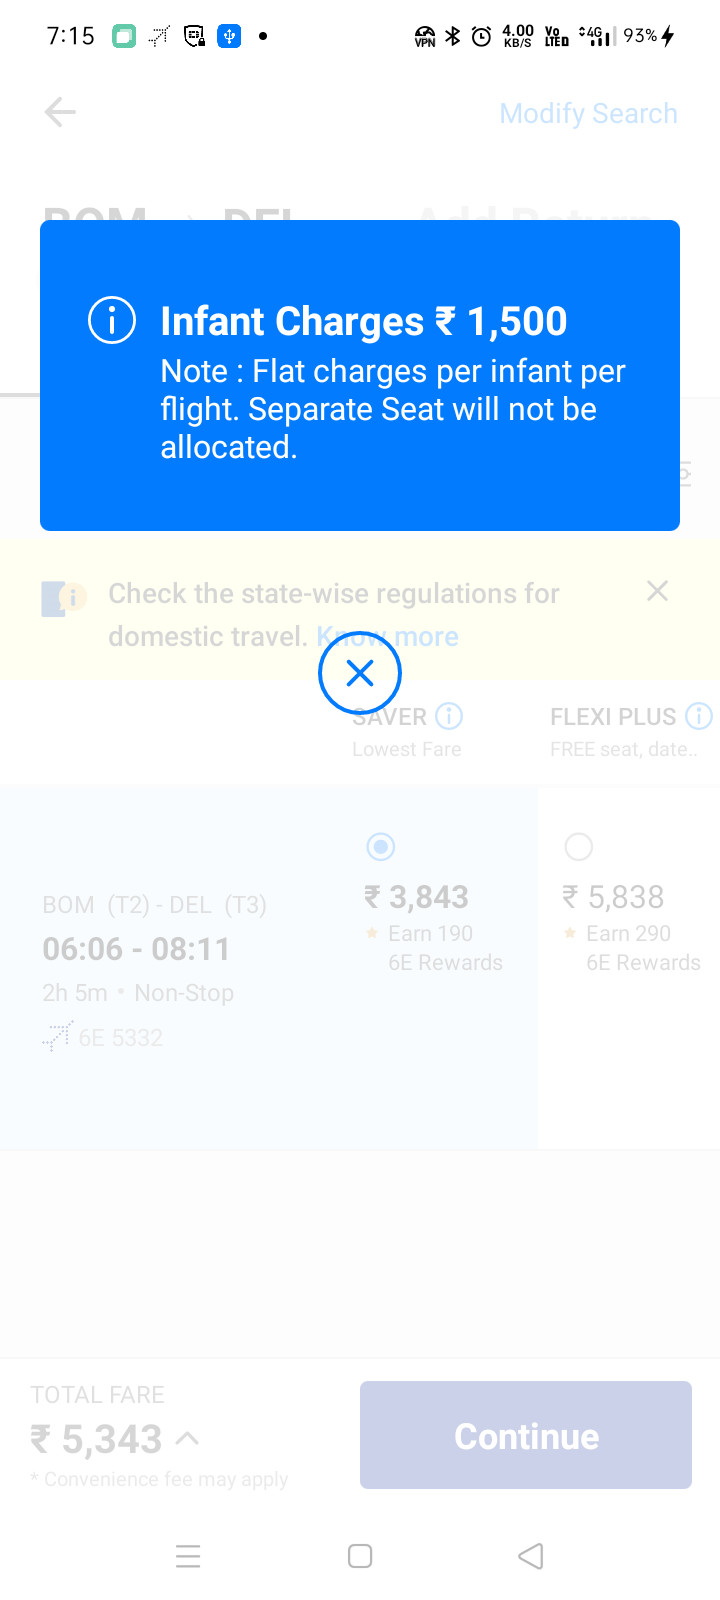 7:15
VPN
4.00
KB/S
Vo
LTED
4G
93%
Modify Search
BOM
DEL
Add Return
Infant Charges ₹ 1,500
Note : Flat charges per infant per
flight. Separate Seat will not be
allocated.
Check the state-wise regulations for
domestic travel. Know more
SAVER
FLEXI PLUS
Lowest Fare
FREE seat, date..
BOM (T2) - DEL (T3)
06:06 - 08:11
2h 5m • Non-Stop
6E 5332
₹ 3,843
Earn 190
6E Rewards
₹ 5,838
Earn 290
6E Rewards
TOTAL FARE
₹ 5,343
* Convenience fee may apply
Continue